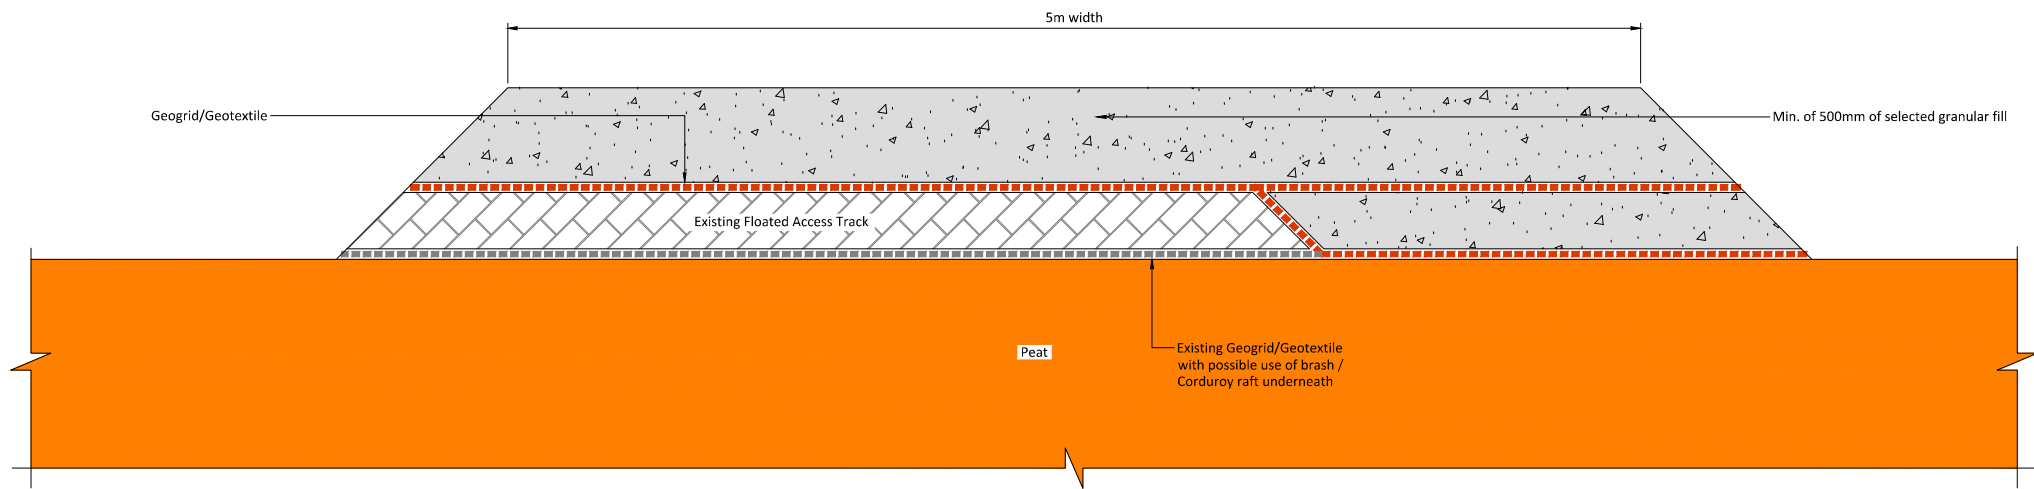 5m width
Geogrid/Geotextile
Min. of 500mm of selected granular fill
Existing Floated Access Track
Peat
Existing Geogrid/Geotextile
with possible use of brash /
Corduroy raft underneath